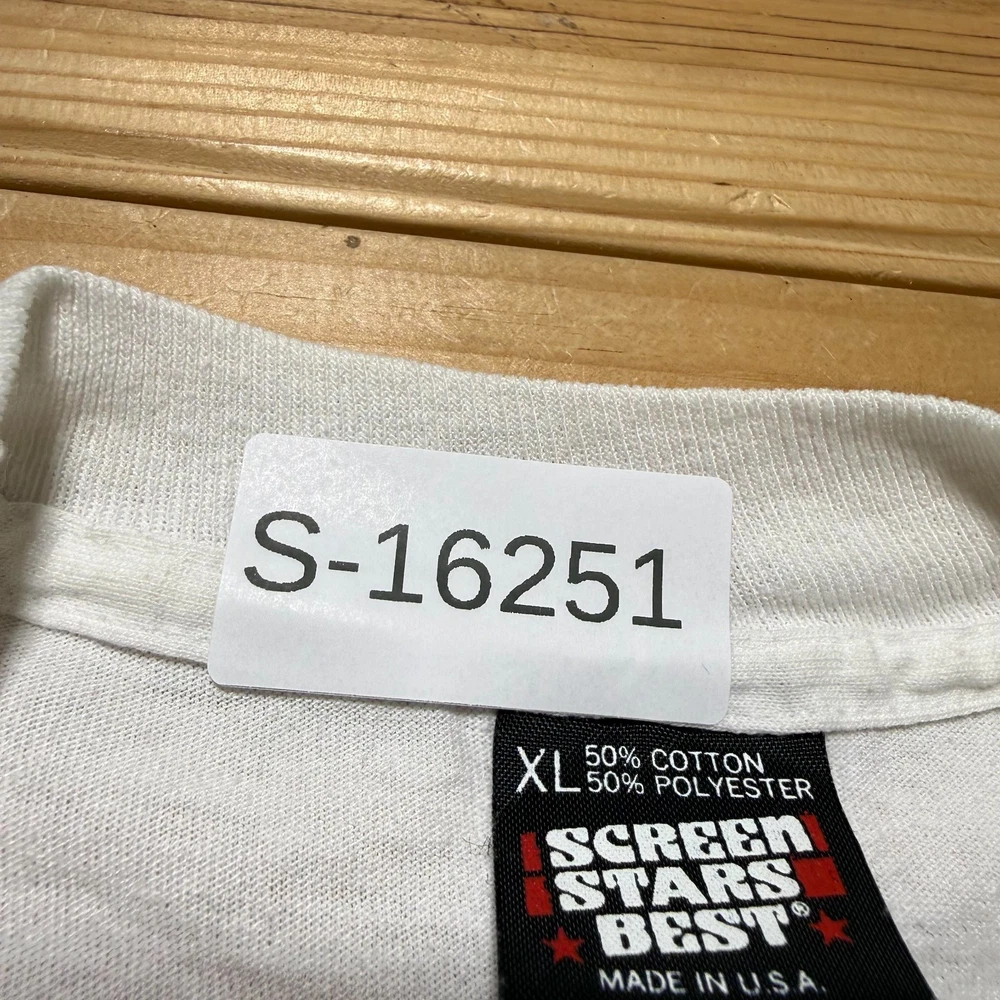 S-16251
XL 50% COTTON
50% POLYESTER
SCREEN
STARS
BEST®
MADE IN U.S.A.